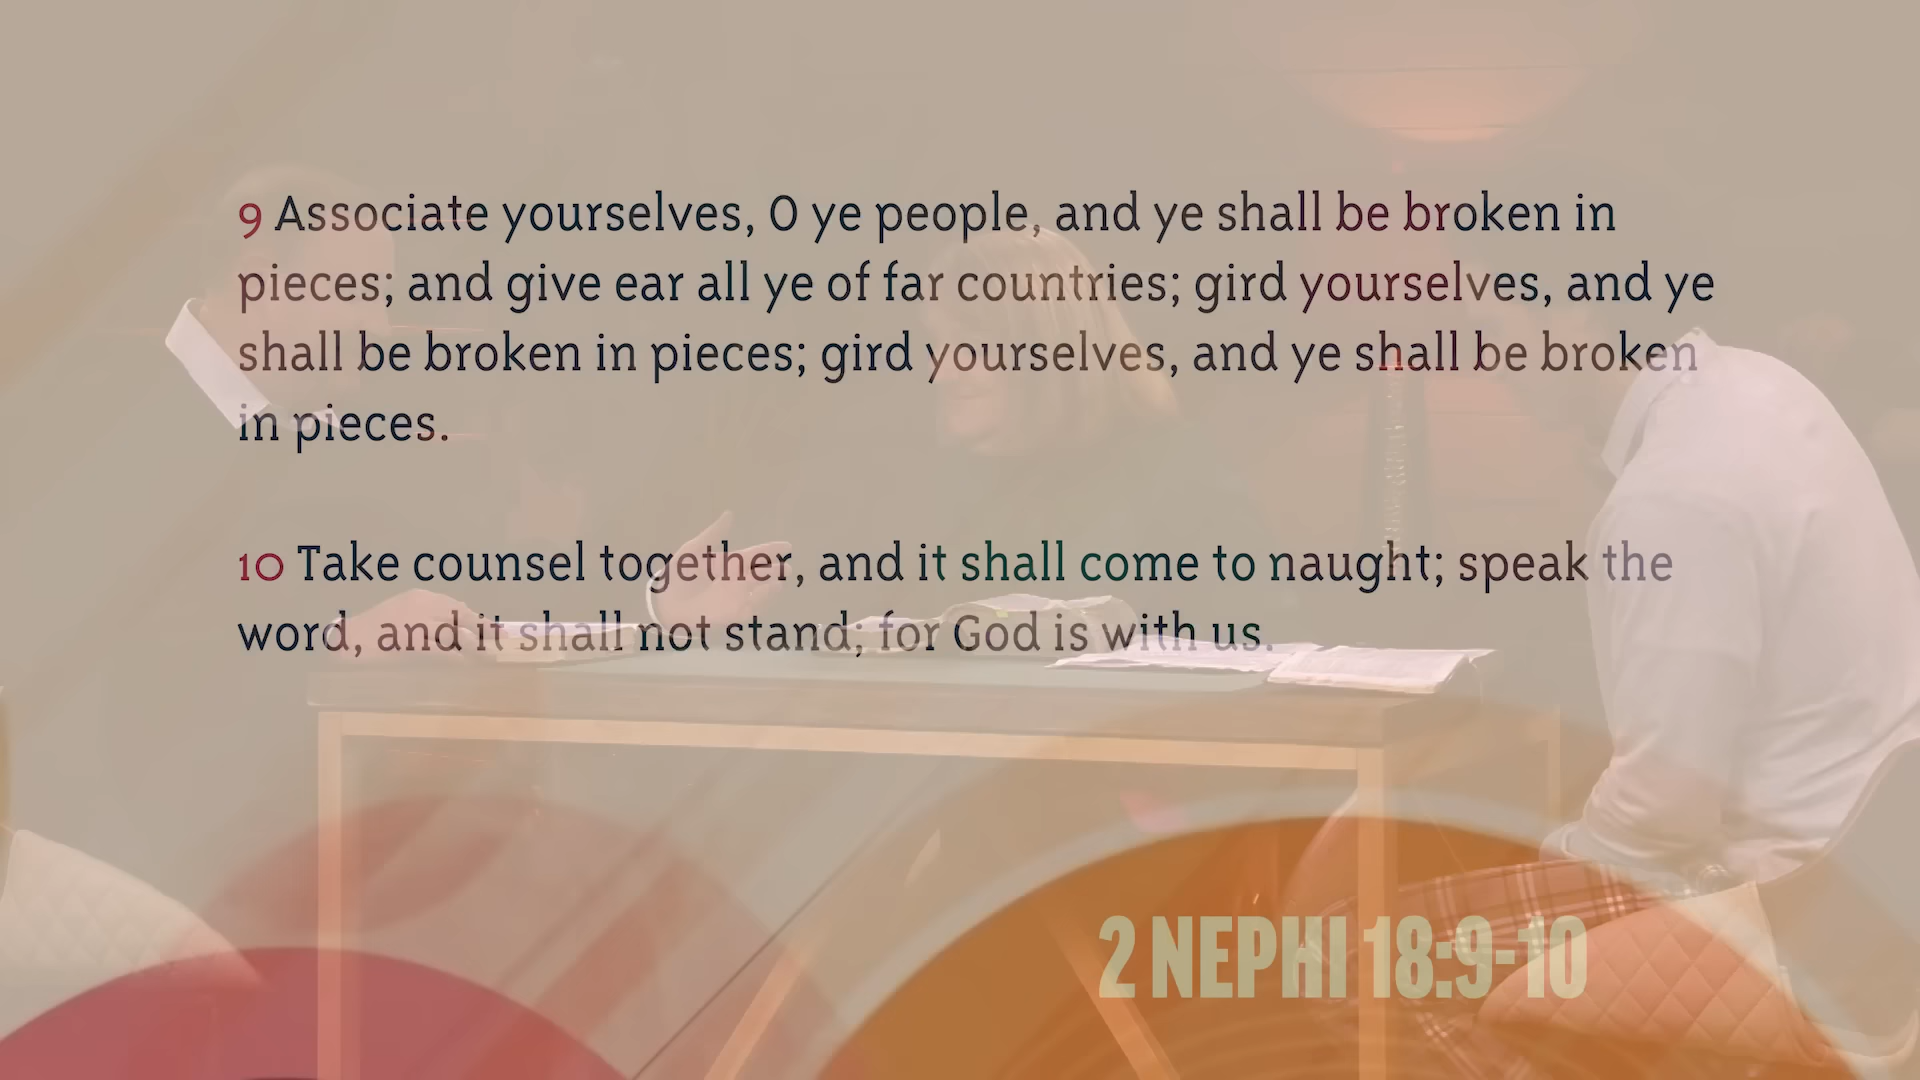 9 Associate yourselves, O ye people, and ye shall be broken in
pieces; and give ear all ye of far countries; gird yourselves, and ye
shall be broken in pieces; gird yourselves, and ye shall be broken
in pieces.
10 Take counsel together, and it shall come to naught; speak the
word, and it shall not stand; for God is with us.
2 NEPHI 18:9-10